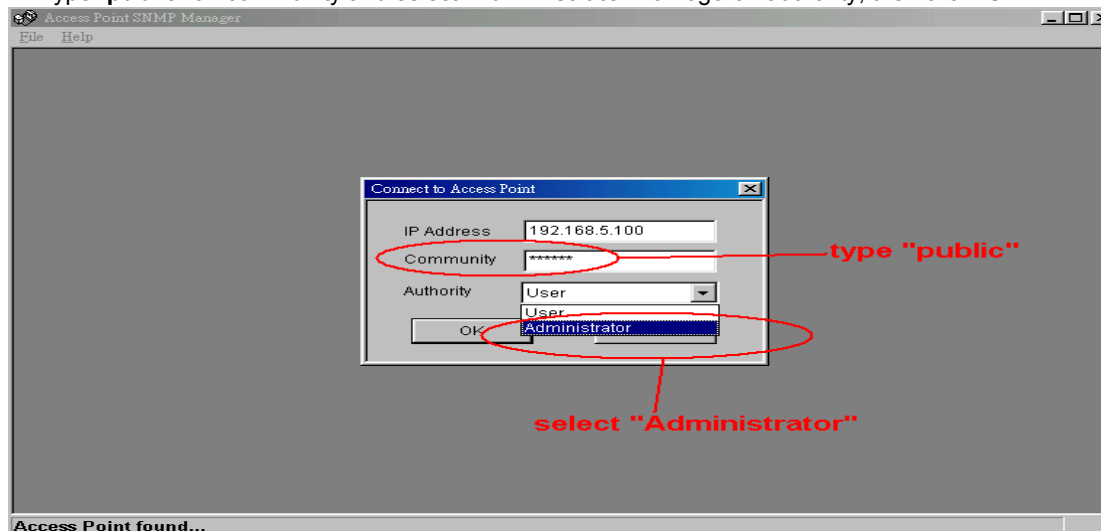 Access Point SNMP Manager
File Help
Connect to Access Point
IP Address 192.168.5.100
Community ******
type "public"
Authority User
User
Administrator
OK
select "Administrator"
Access Point found...